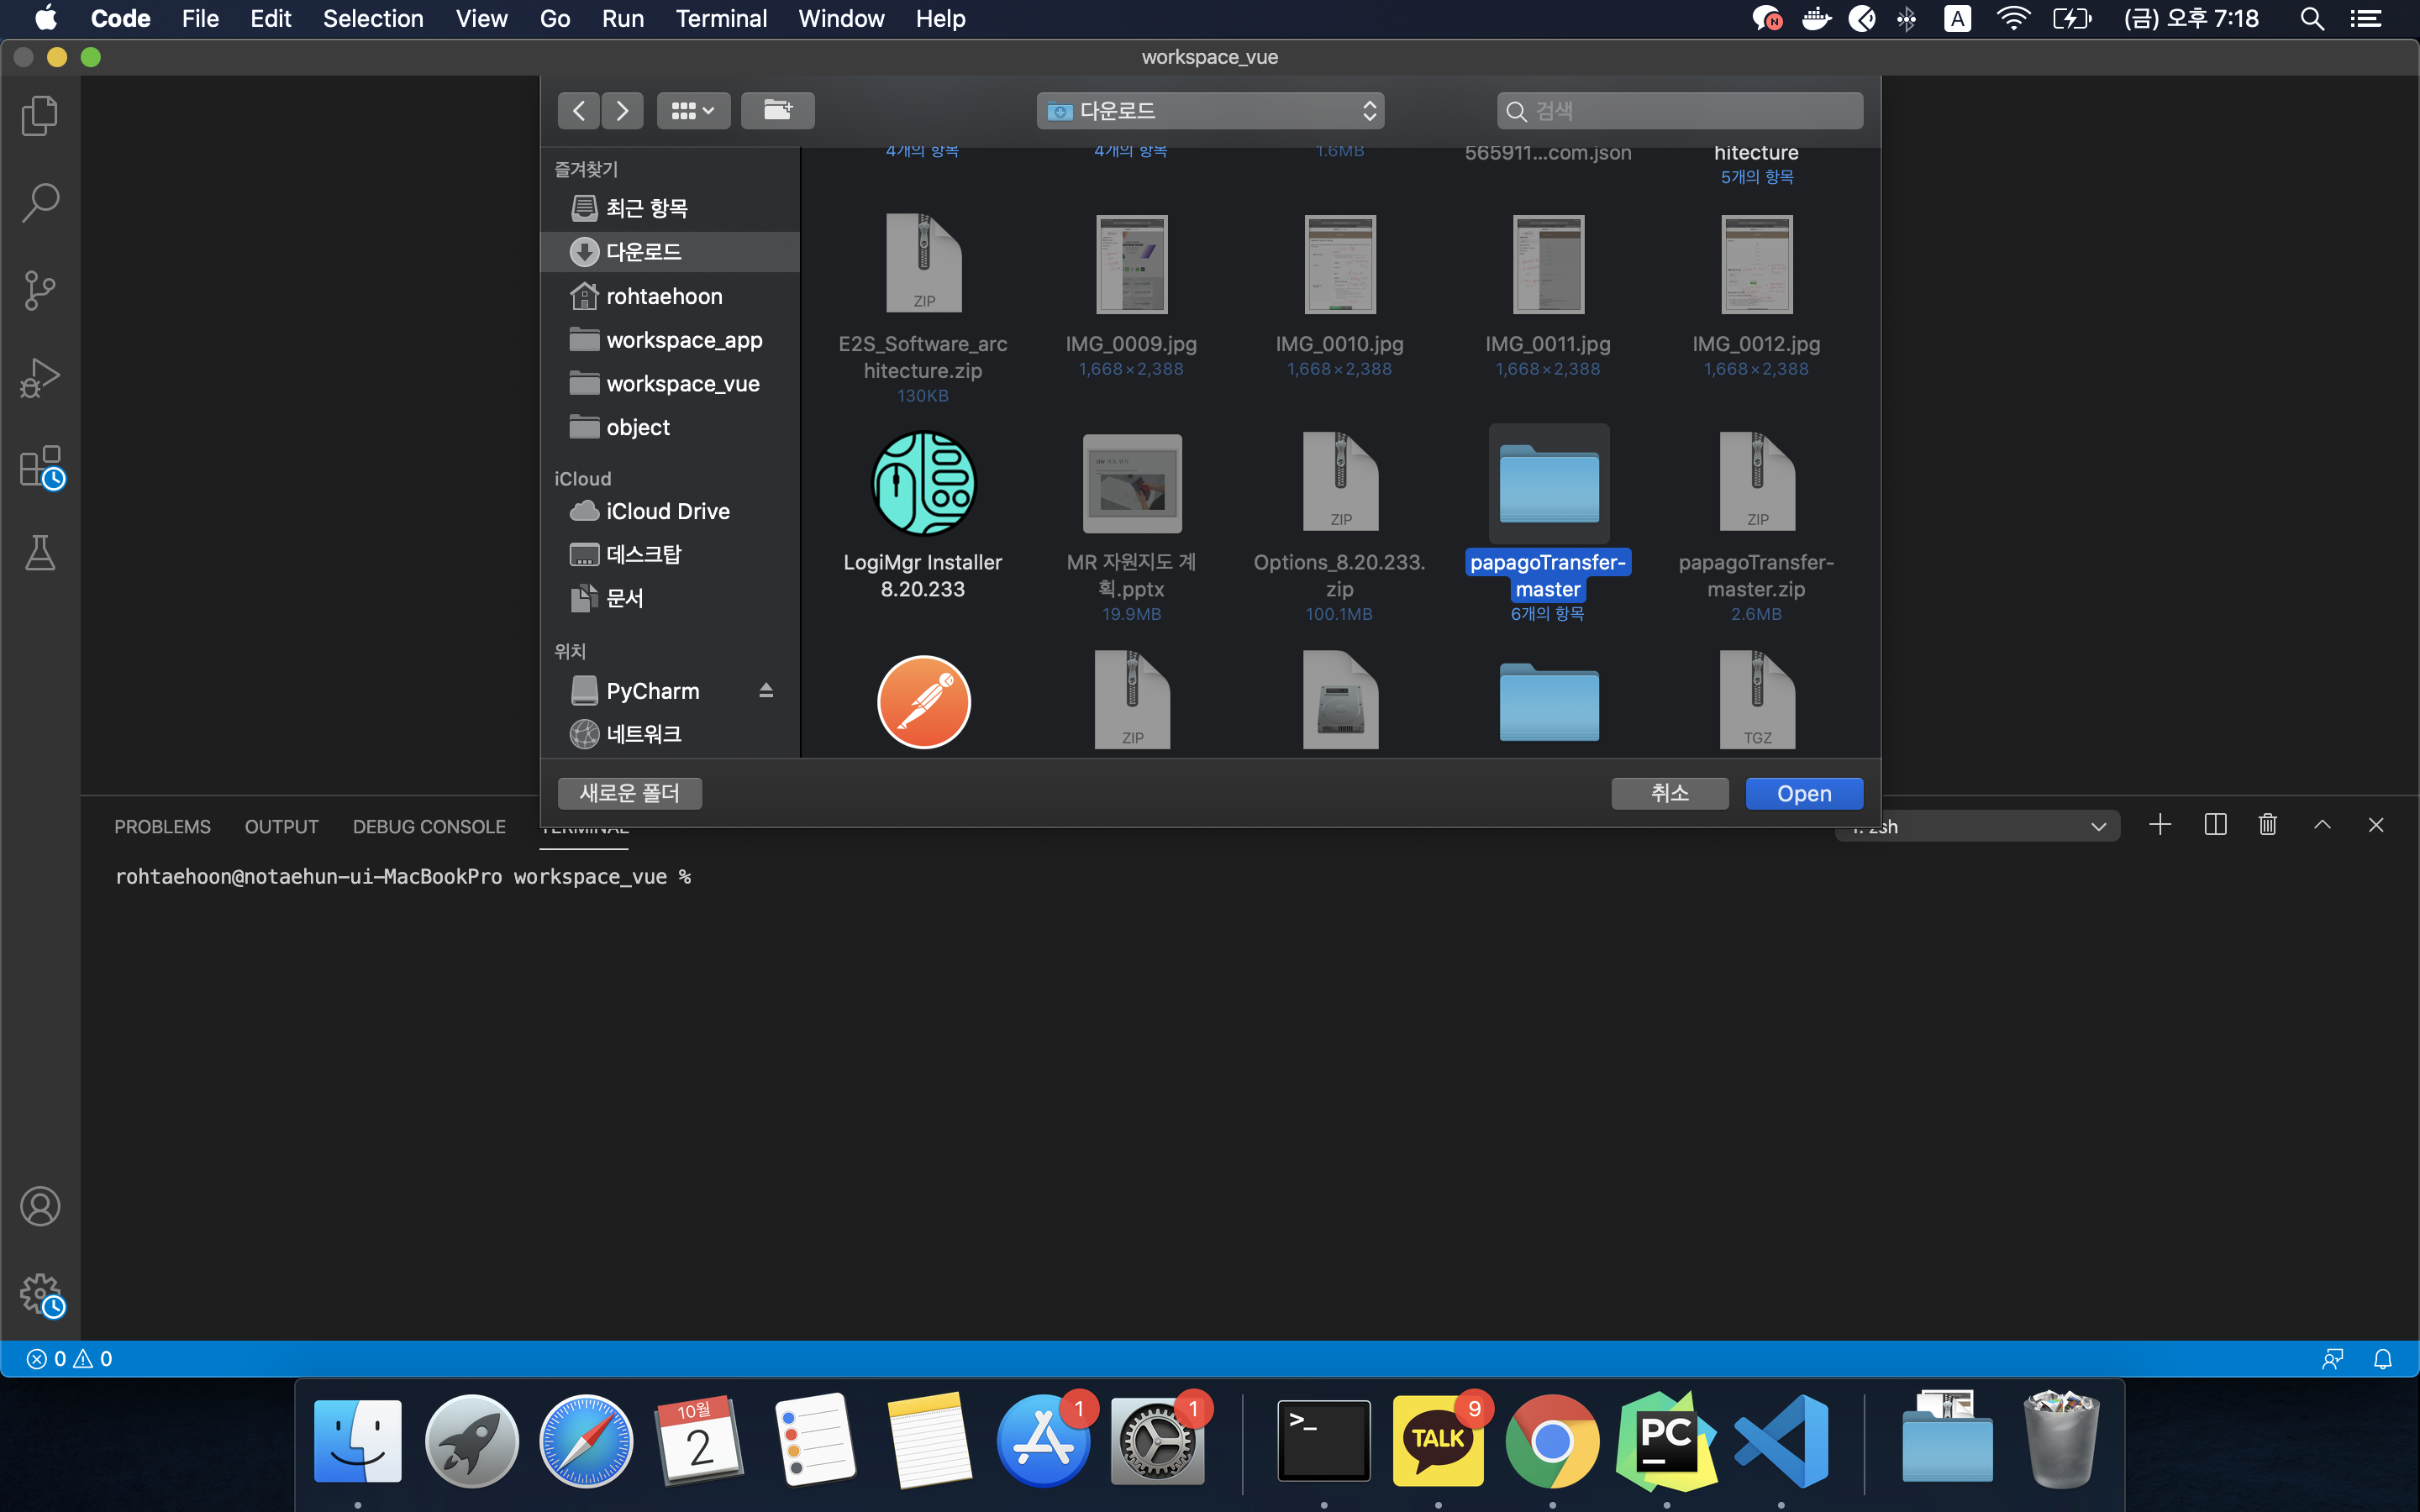 Code File Edit Selection View Go Run Terminal Window Help
A (금) 오후 7:18
workspace_vue
다운로드
검색
즐겨찾기
최근 항목
다운로드
rohtaehoon
workspace_app
workspace_vue
object
iCloud
iCloud Drive
데스크탑
문서
위치
PyCharm
네트워크
4개의 항목
4개의 항목
1.6MB
565911...com.json
hitecture
5개의 항목
ZIP
E2S_Software_arc
hitecture.zip
130KB
IMG_0009.jpg
1,668×2,388
IMG_0010.jpg
1,668×2,388
IMG_0011.jpg
1,668×2,388
IMG_0012.jpg
1,668×2,388
LogiMgr Installer
8.20.233
MR 자원지도 계
획.pptx
19.9MB
ZIP
Options_8.20.233.
zip
100.1MB
papagoTransfer-
master
6개의 항목
ZIP
papagoTransfer-
master.zip
2.6MB
ZIP
TGZ
새로운 폴더
취소
Open
PROBLEMS OUTPUT DEBUG CONSOLE TERMINAL
1: zsh
rohtaehoon@notaehun-ui-MacBookPro workspace_vue %
0 0
10월
2
1
1
>_
TALK
9
PC